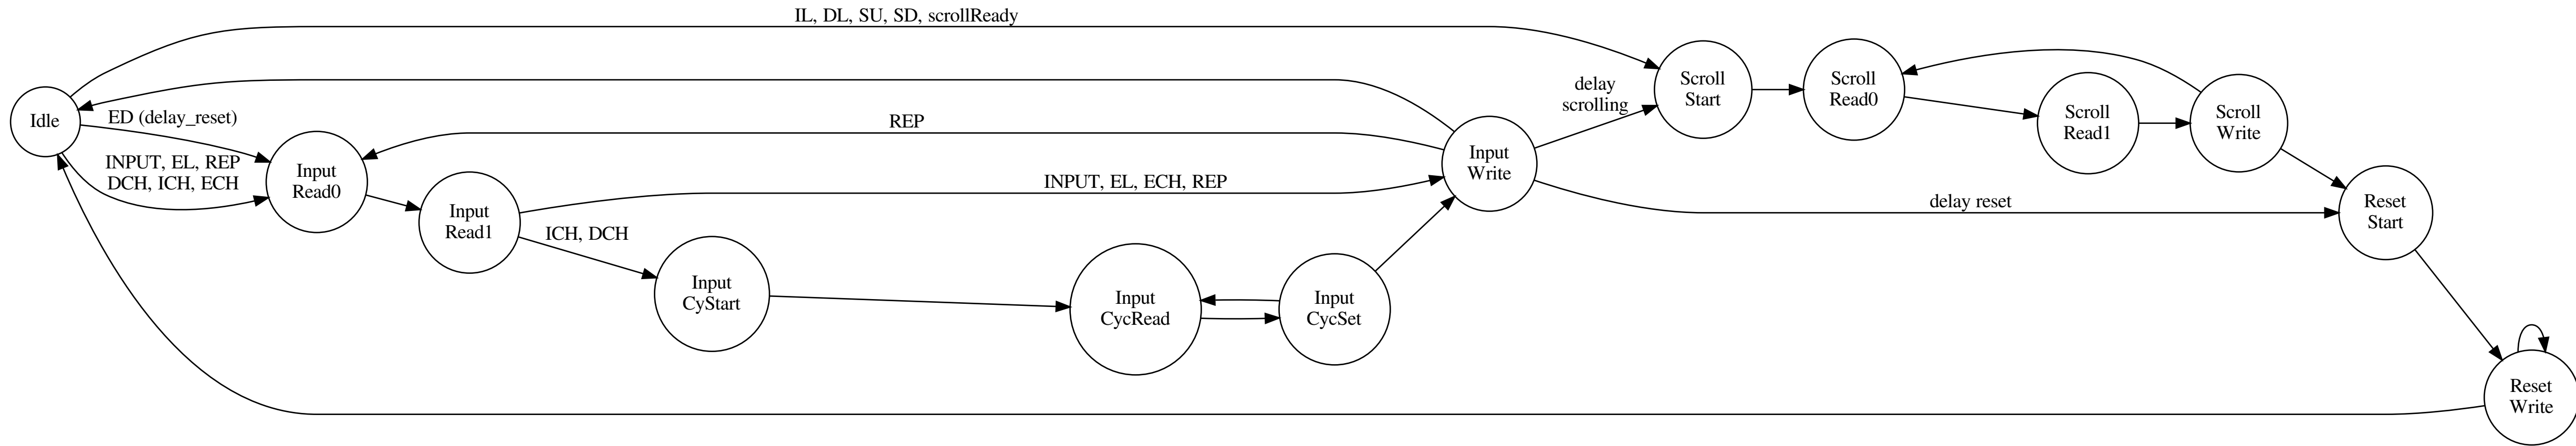 IL, DL, SU, SD, scrollReady
Idle
ED (delay_reset)
INPUT, EL, REP
DCH, ICH, ECH
Input
Read0
REP
Input
Read1
INPUT, EL, ECH, REP
ICH, DCH
Input
CyStart
Input
CycRead
Input
CycSet
Input
Write
delay
scrolling
delay reset
Scroll
Start
Scroll
Read0
Scroll
Read1
Scroll
Write
Reset
Start
Reset
Write